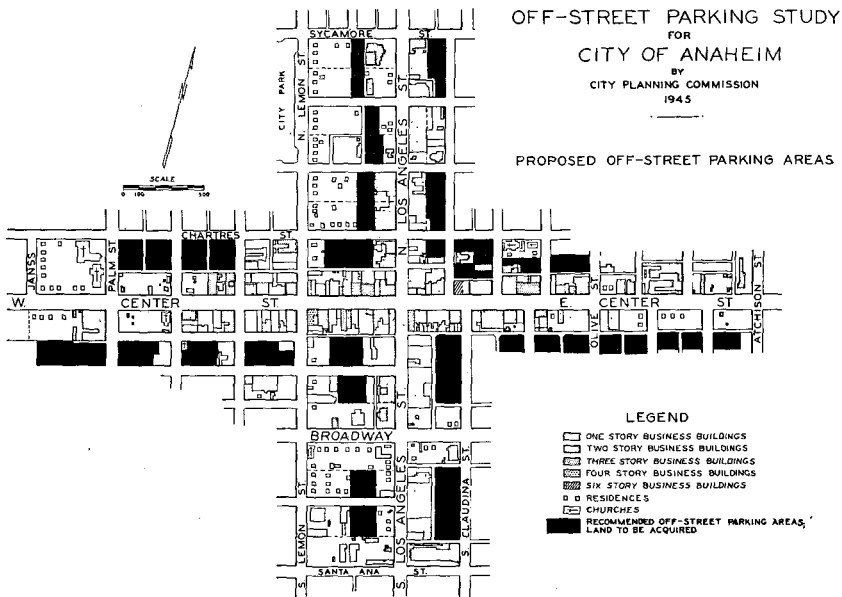 OFF-STREET PARKING STUDY
FOR
CITY OF ANAHEIM
BY
CITY PLANNING COMMISSION
1945
PROPOSED OFF-STREET PARKING AREAS
SCALE
0 100 500
SYCAMORE ST.
CITY PARK
N. LEMON ST.
N. LOS ANGELES ST.
CHARTRES ST.
JANSS
PALM ST.
W. CENTER ST.
E. CENTER ST
OLIVE ST.
ATCHISON ST.
BROADWAY
S. LEMON ST.
S. LOS ANGELES ST.
S. CLAUDINA ST.
SANTA ANA ST.
LEGEND
ONE STORY BUSINESS BUILDINGS
TWO STORY BUSINESS BUILDINGS
THREE STORY BUSINESS BUILDINGS
FOUR STORY BUSINESS BUILDINGS
SIX STORY BUSINESS BUILDINGS
RESIDENCES
CHURCHES
RECOMMENDED OFF-STREET PARKING AREAS,
LAND TO BE ACQUIRED